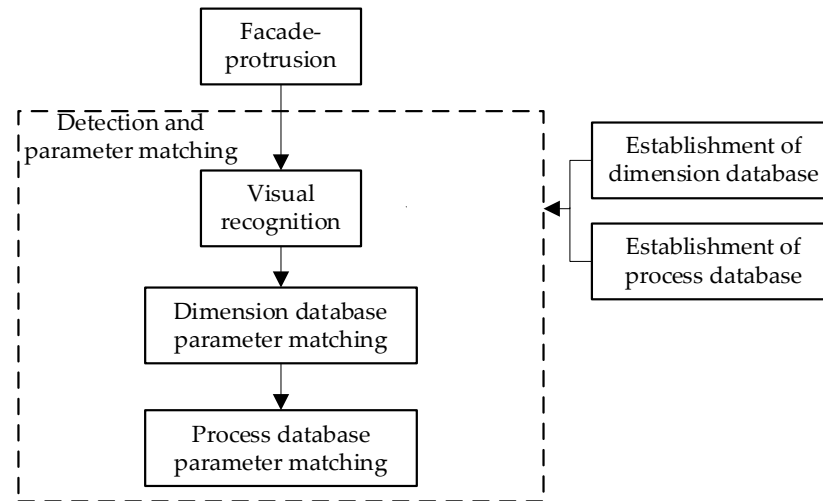 Facade-
protrusion
Detection and
parameter matching
Visual
recognition
Dimension database
parameter matching
Process database
parameter matching
Establishment of
dimension database
Establishment of
process database